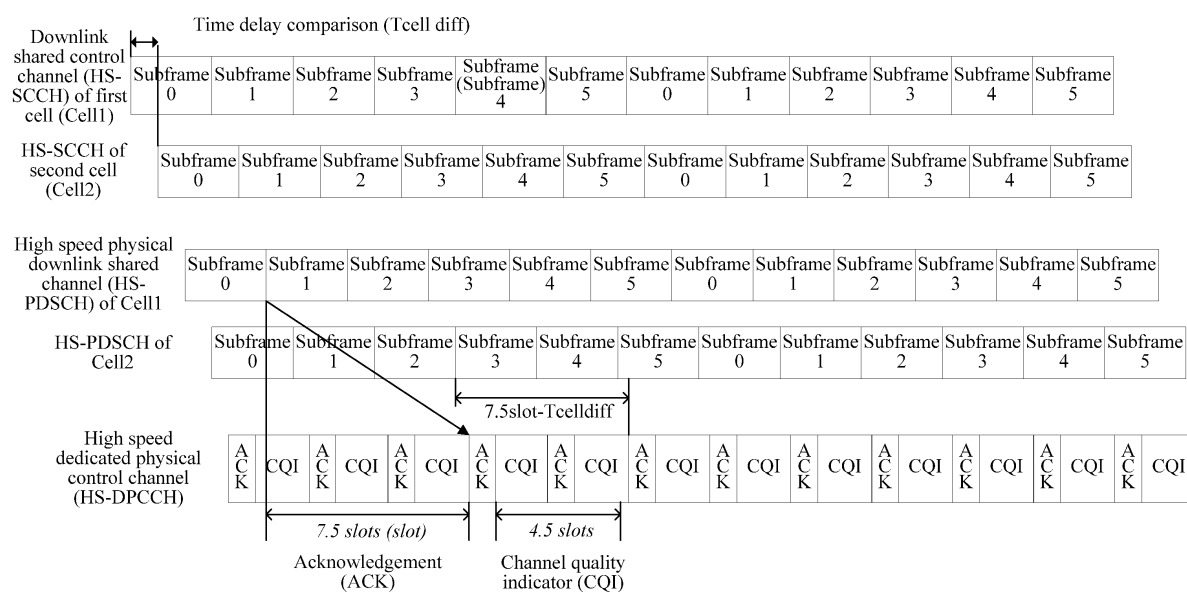 Time delay comparison (Tcell diff)
Downlink
shared control
channel (HS-
SCCH) of first
cell (Cell1)
Subframe 0
Subframe 1
Subframe 2
Subframe 3
Subframe (Subframe) 4
Subframe 5
Subframe 0
Subframe 1
Subframe 2
Subframe 3
Subframe 4
Subframe 5
HS-SCCH of
second cell
(Cell2)
Subframe 0
Subframe 1
Subframe 2
Subframe 3
Subframe 4
Subframe 5
Subframe 0
Subframe 1
Subframe 2
Subframe 3
Subframe 4
Subframe 5
High speed physical
downlink shared
channel (HS-
PDSCH) of Cell1
Subframe 0
Subframe 1
Subframe 2
Subframe 3
Subframe 4
Subframe 5
Subframe 0
Subframe 1
Subframe 2
Subframe 3
Subframe 4
Subframe 5
HS-PDSCH of
Cell2
Subframe 0
Subframe 1
Subframe 2
Subframe 3
Subframe 4
Subframe 5
Subframe 0
Subframe 1
Subframe 2
Subframe 3
Subframe 4
Subframe 5
7.5slot-Tcelldiff
High speed
dedicated physical
control channel
(HS-DPCCH)
ACK
CQI
ACK
CQI
ACK
CQI
ACK
CQI
ACK
CQI
ACK
CQI
ACK
CQI
ACK
CQI
ACK
CQI
ACK
CQI
ACK
CQI
ACK
CQI
7.5 slots (slot)
4.5 slots
Acknowledgement
(ACK)
Channel quality
indicator (CQI)